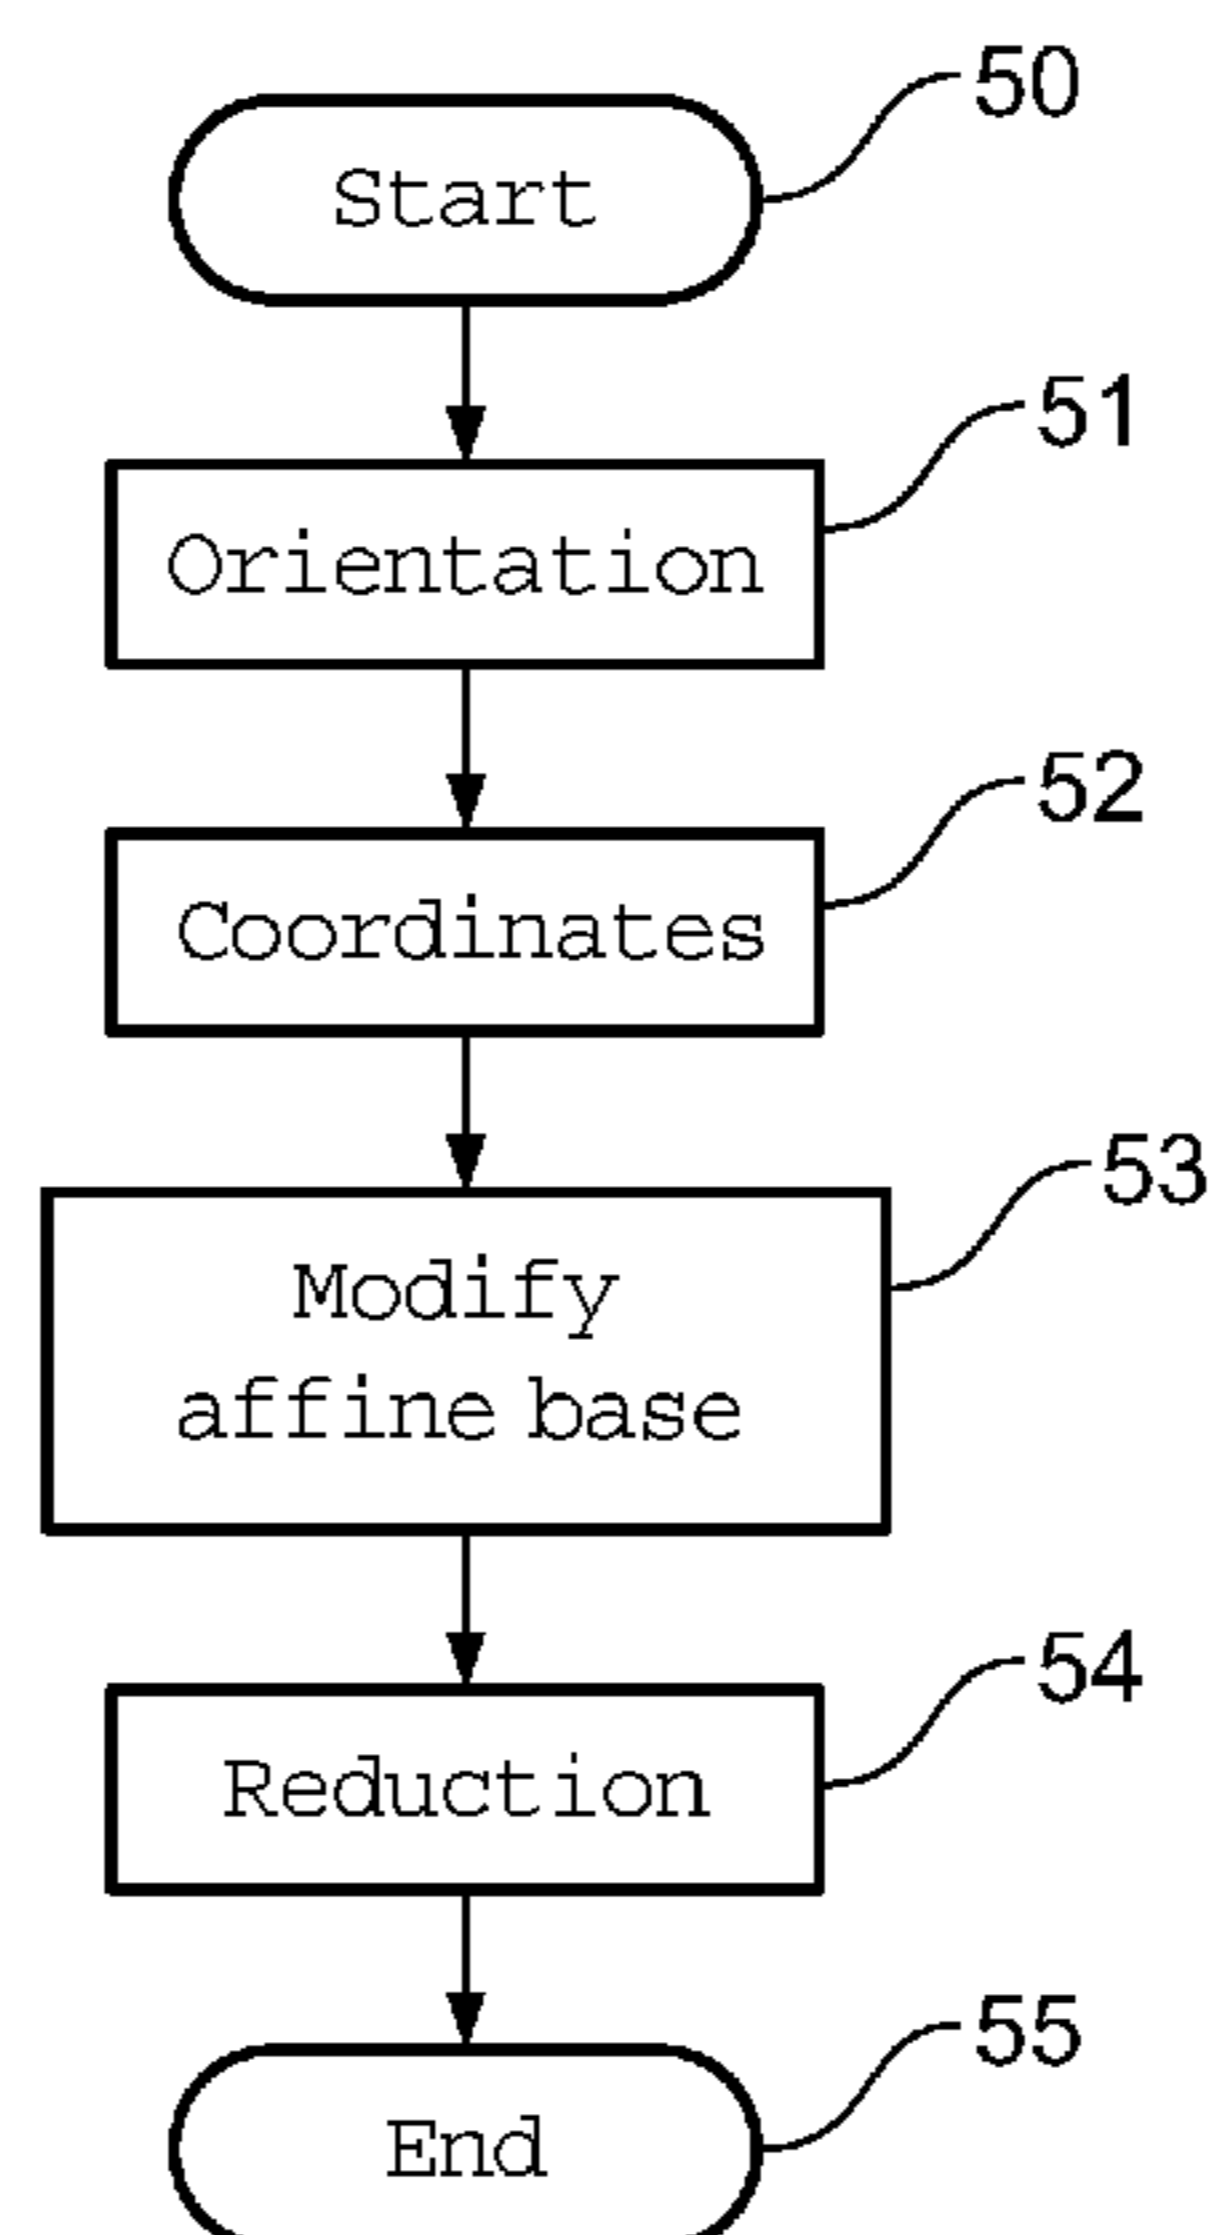 50
Start
51
Orientation
52
Coordinates
53
Modify
affine base
54
Reduction
55
End